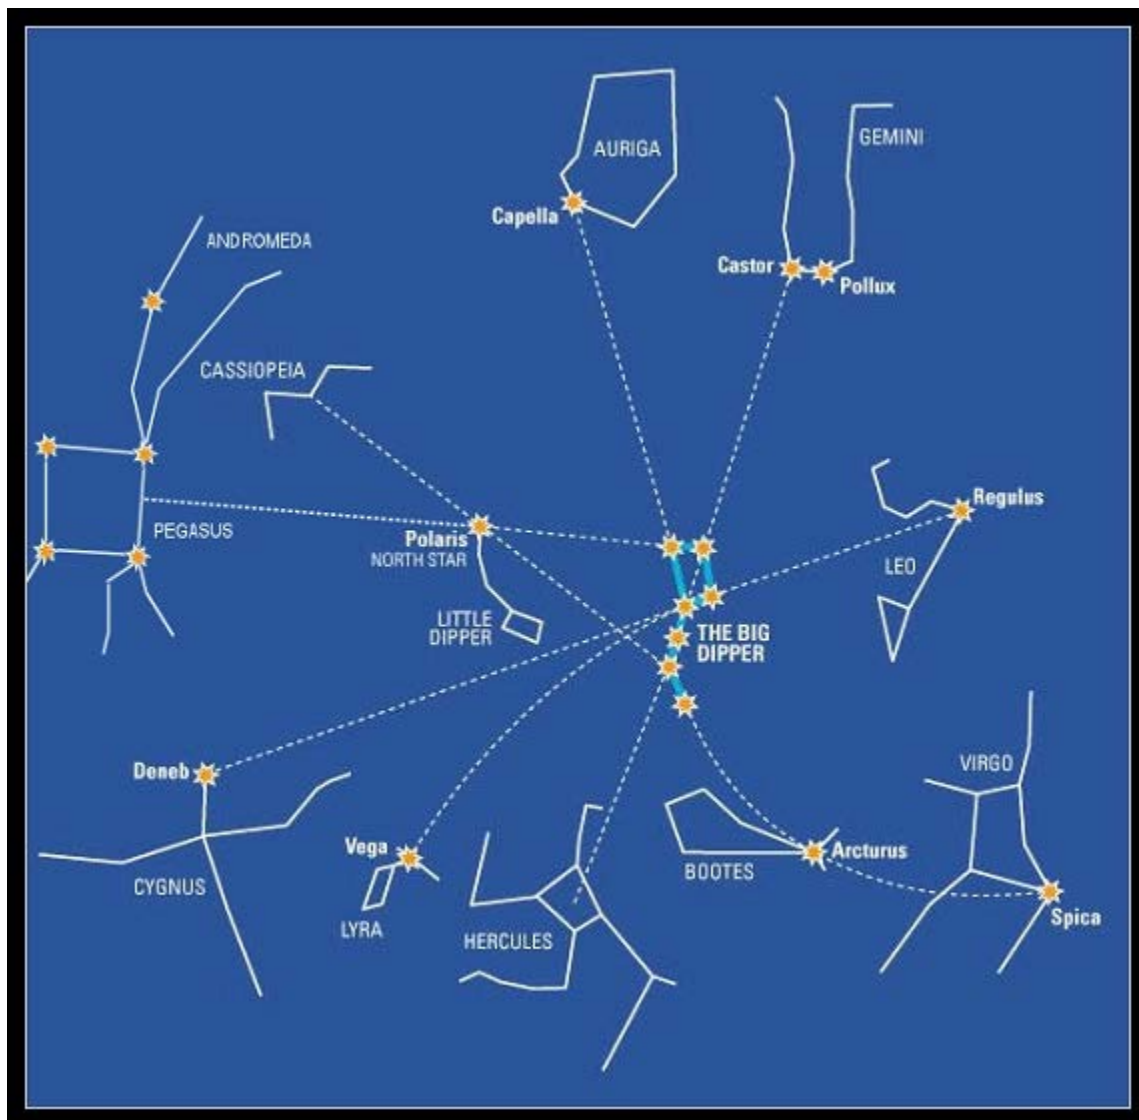 AURIGA
GEMINI
Capella
ANDROMEDA
Castor
Pollux
CASSIOPEIA
Regulus
PEGASUS
Polaris
NORTH STAR
LEO
LITTLE
DIPPER
THE BIG
DIPPER
Deneb
VIRGO
Vega
Arcturus
BOOTES
CYGNUS
Spica
LYRA
HERCULES